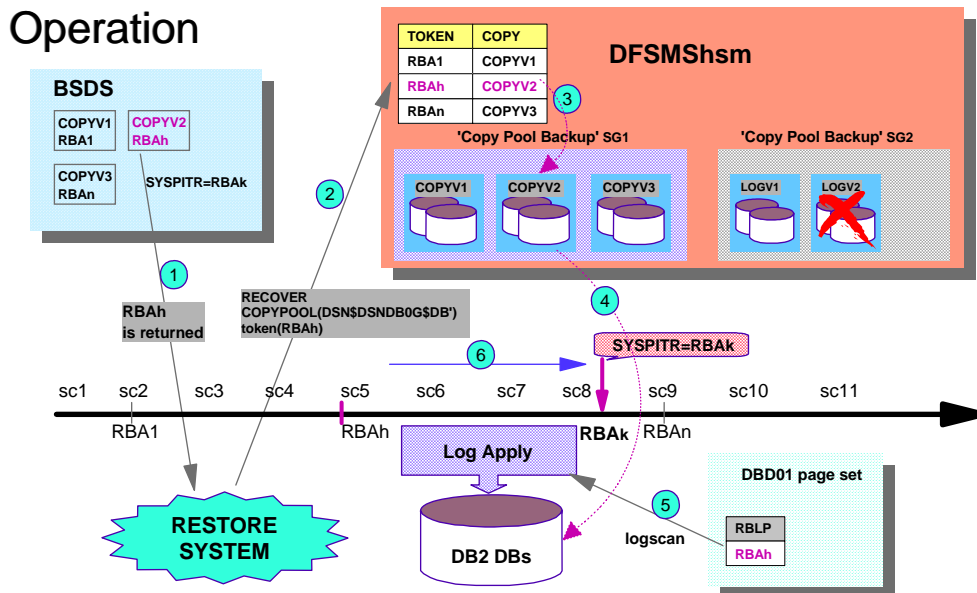 Operation
BSDS
COPYV1
RBA1
COPYV2
RBAh
COPYV3
RBAn
SYSPITR=RBAk
TOKEN COPY
RBA1 COPYV1
RBAh COPYV2
RBAn COPYV3
DFSMShsm
'Copy Pool Backup' SG1
COPYV1 COPYV2 COPYV3
'Copy Pool Backup' SG2
LOGV1 LOGV2
1
2
3
4
RBAh
is returned
RECOVER
COPYPOOL(DSN$DSNDB0G$DB')
token(RBAh)
6
SYSPITR=RBAk
sc1 sc2 sc3 sc4 sc5 sc6 sc7 sc8 sc9 sc10 sc11
RBA1 RBAh RBAk RBAn
Log Apply
DB2 DBs
RESTORE
SYSTEM
5
logscan
DBD01 page set
RBLP
RBAh